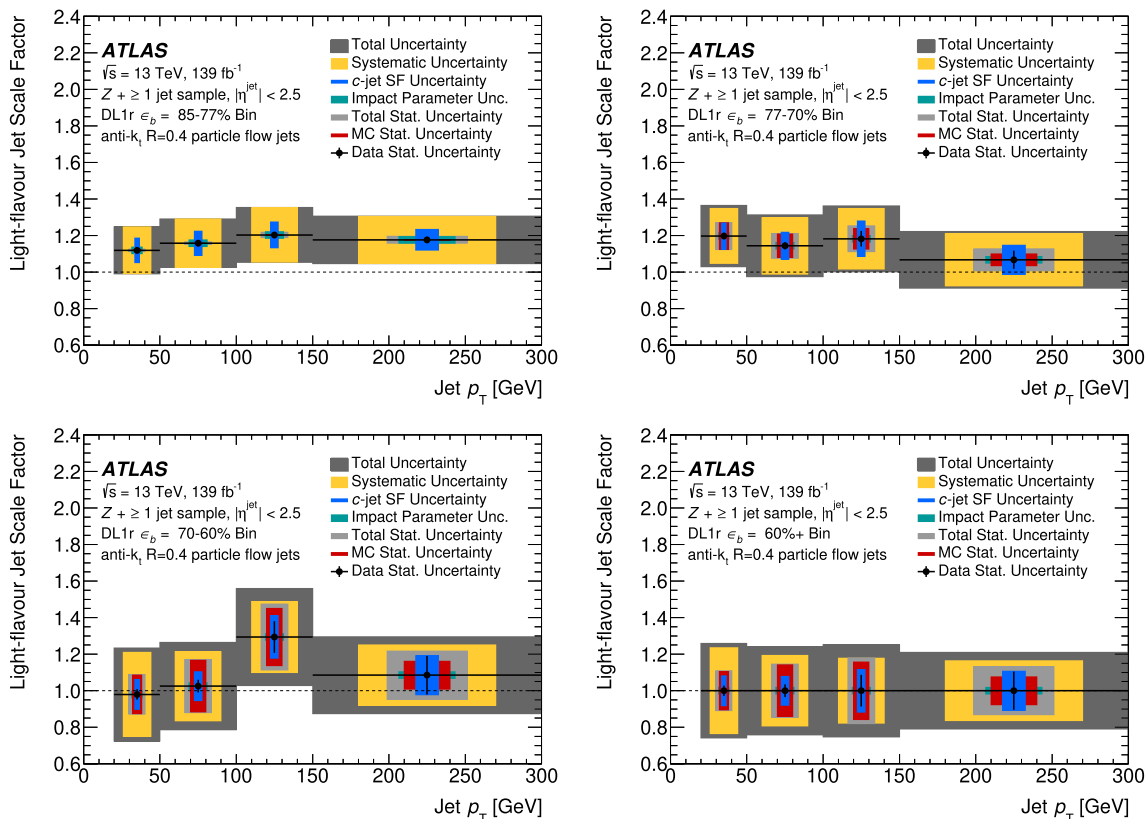 Light-flavour Jet Scale Factor
2.4
2.2
2.0
1.8
1.6
1.4
1.2
1.0
0.8
0.6
ATLAS
√s = 13 TeV, 139 fb⁻¹
Z + ≥ 1 jet sample, |η^jet| < 2.5
DL1r ϵ_b = 85-77% Bin
anti-k_t R=0.4 particle flow jets
Total Uncertainty
Systematic Uncertainty
c-jet SF Uncertainty
Impact Parameter Unc.
Total Stat. Uncertainty
MC Stat. Uncertainty
Data Stat. Uncertainty
0 50 100 150 200 250 300
Jet p_T [GeV]
Light-flavour Jet Scale Factor
2.4
2.2
2.0
1.8
1.6
1.4
1.2
1.0
0.8
0.6
ATLAS
√s = 13 TeV, 139 fb⁻¹
Z + ≥ 1 jet sample, |η^jet| < 2.5
DL1r ϵ_b = 77-70% Bin
anti-k_t R=0.4 particle flow jets
Total Uncertainty
Systematic Uncertainty
c-jet SF Uncertainty
Impact Parameter Unc.
Total Stat. Uncertainty
MC Stat. Uncertainty
Data Stat. Uncertainty
0 50 100 150 200 250 300
Jet p_T [GeV]
Light-flavour Jet Scale Factor
2.4
2.2
2.0
1.8
1.6
1.4
1.2
1.0
0.8
0.6
ATLAS
√s = 13 TeV, 139 fb⁻¹
Z + ≥ 1 jet sample, |η^jet| < 2.5
DL1r ϵ_b = 70-60% Bin
anti-k_t R=0.4 particle flow jets
Total Uncertainty
Systematic Uncertainty
c-jet SF Uncertainty
Impact Parameter Unc.
Total Stat. Uncertainty
MC Stat. Uncertainty
Data Stat. Uncertainty
0 50 100 150 200 250 300
Jet p_T [GeV]
Light-flavour Jet Scale Factor
2.4
2.2
2.0
1.8
1.6
1.4
1.2
1.0
0.8
0.6
ATLAS
√s = 13 TeV, 139 fb⁻¹
Z + ≥ 1 jet sample, |η^jet| < 2.5
DL1r ϵ_b = 60%+ Bin
anti-k_t R=0.4 particle flow jets
Total Uncertainty
Systematic Uncertainty
c-jet SF Uncertainty
Impact Parameter Unc.
Total Stat. Uncertainty
MC Stat. Uncertainty
Data Stat. Uncertainty
0 50 100 150 200 250 300
Jet p_T [GeV]